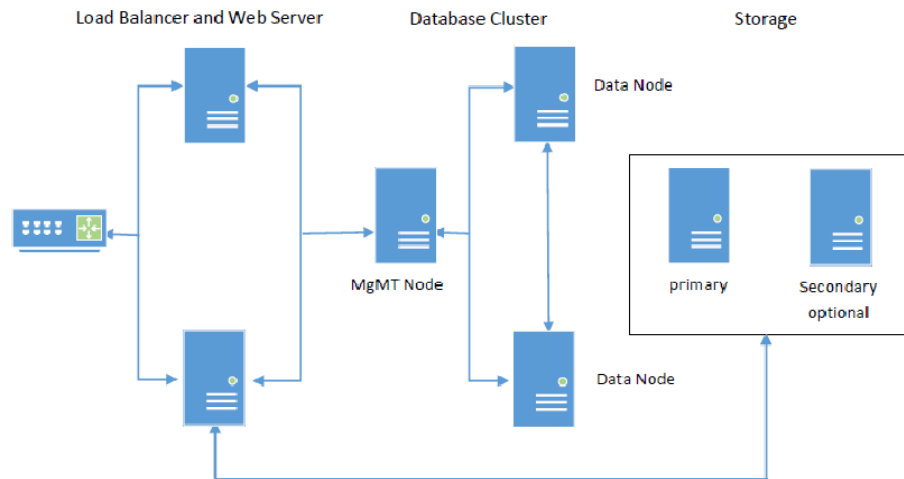 Load Balancer and Web Server
Database Cluster
Storage
Data Node
MgMT Node
primary
Secondary
optional
Data Node